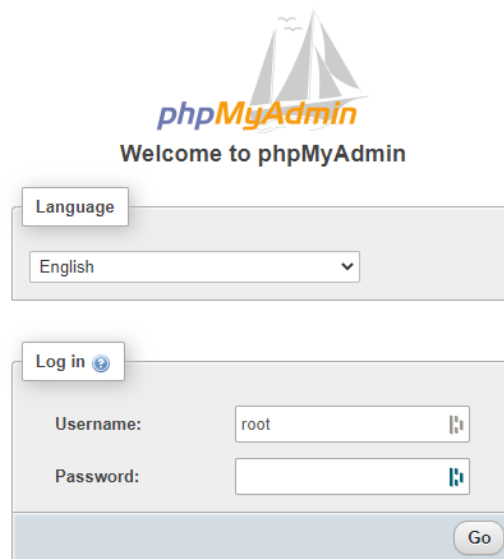 phpMyAdmin
Welcome to phpMyAdmin
Language
English
Log in
Username:
root
Password:
Go